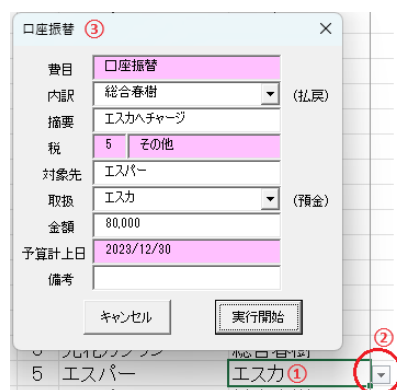 口座振替 ③
費目 口座振替
内訳 総合春樹 (払戻)
摘要 エスカへチャージ
税 5 その他
対象先 エスパー
取扱 エスカ (預金)
金額 80,000
予算計上日 2023/12/30
備考
キャンセル 実行開始
②
5 エスパー エスカ①